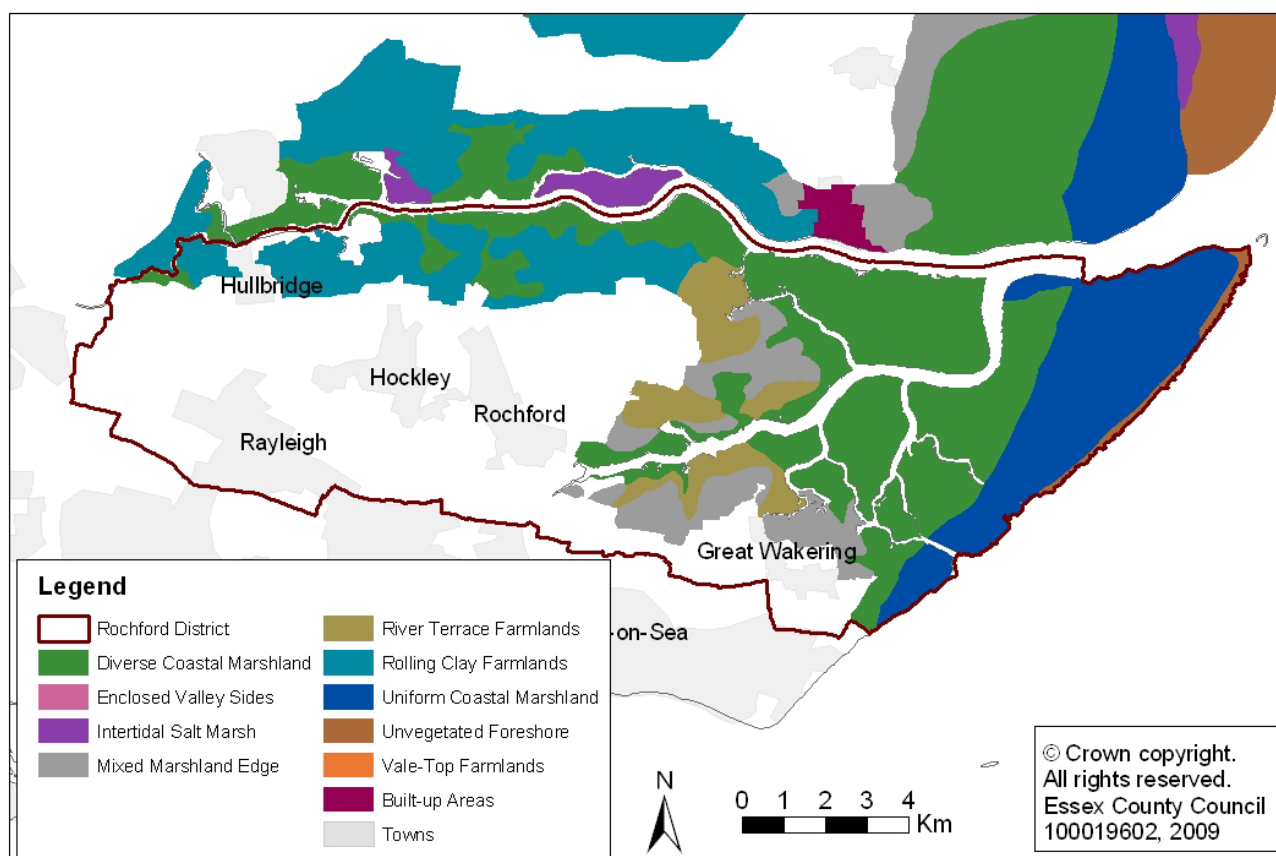 Hullbridge
Hockley
Rochford
Rayleigh
Great Wakering
-on-Sea
Legend
Rochford District
Diverse Coastal Marshland
Enclosed Valley Sides
Intertidal Salt Marsh
Mixed Marshland Edge
River Terrace Farmlands
Rolling Clay Farmlands
Uniform Coastal Marshland
Unvegetated Foreshore
Vale-Top Farmlands
Built-up Areas
Towns
N
0 1 2 3 4
Km
© Crown copyright.
All rights reserved.
Essex County Council
100019602, 2009